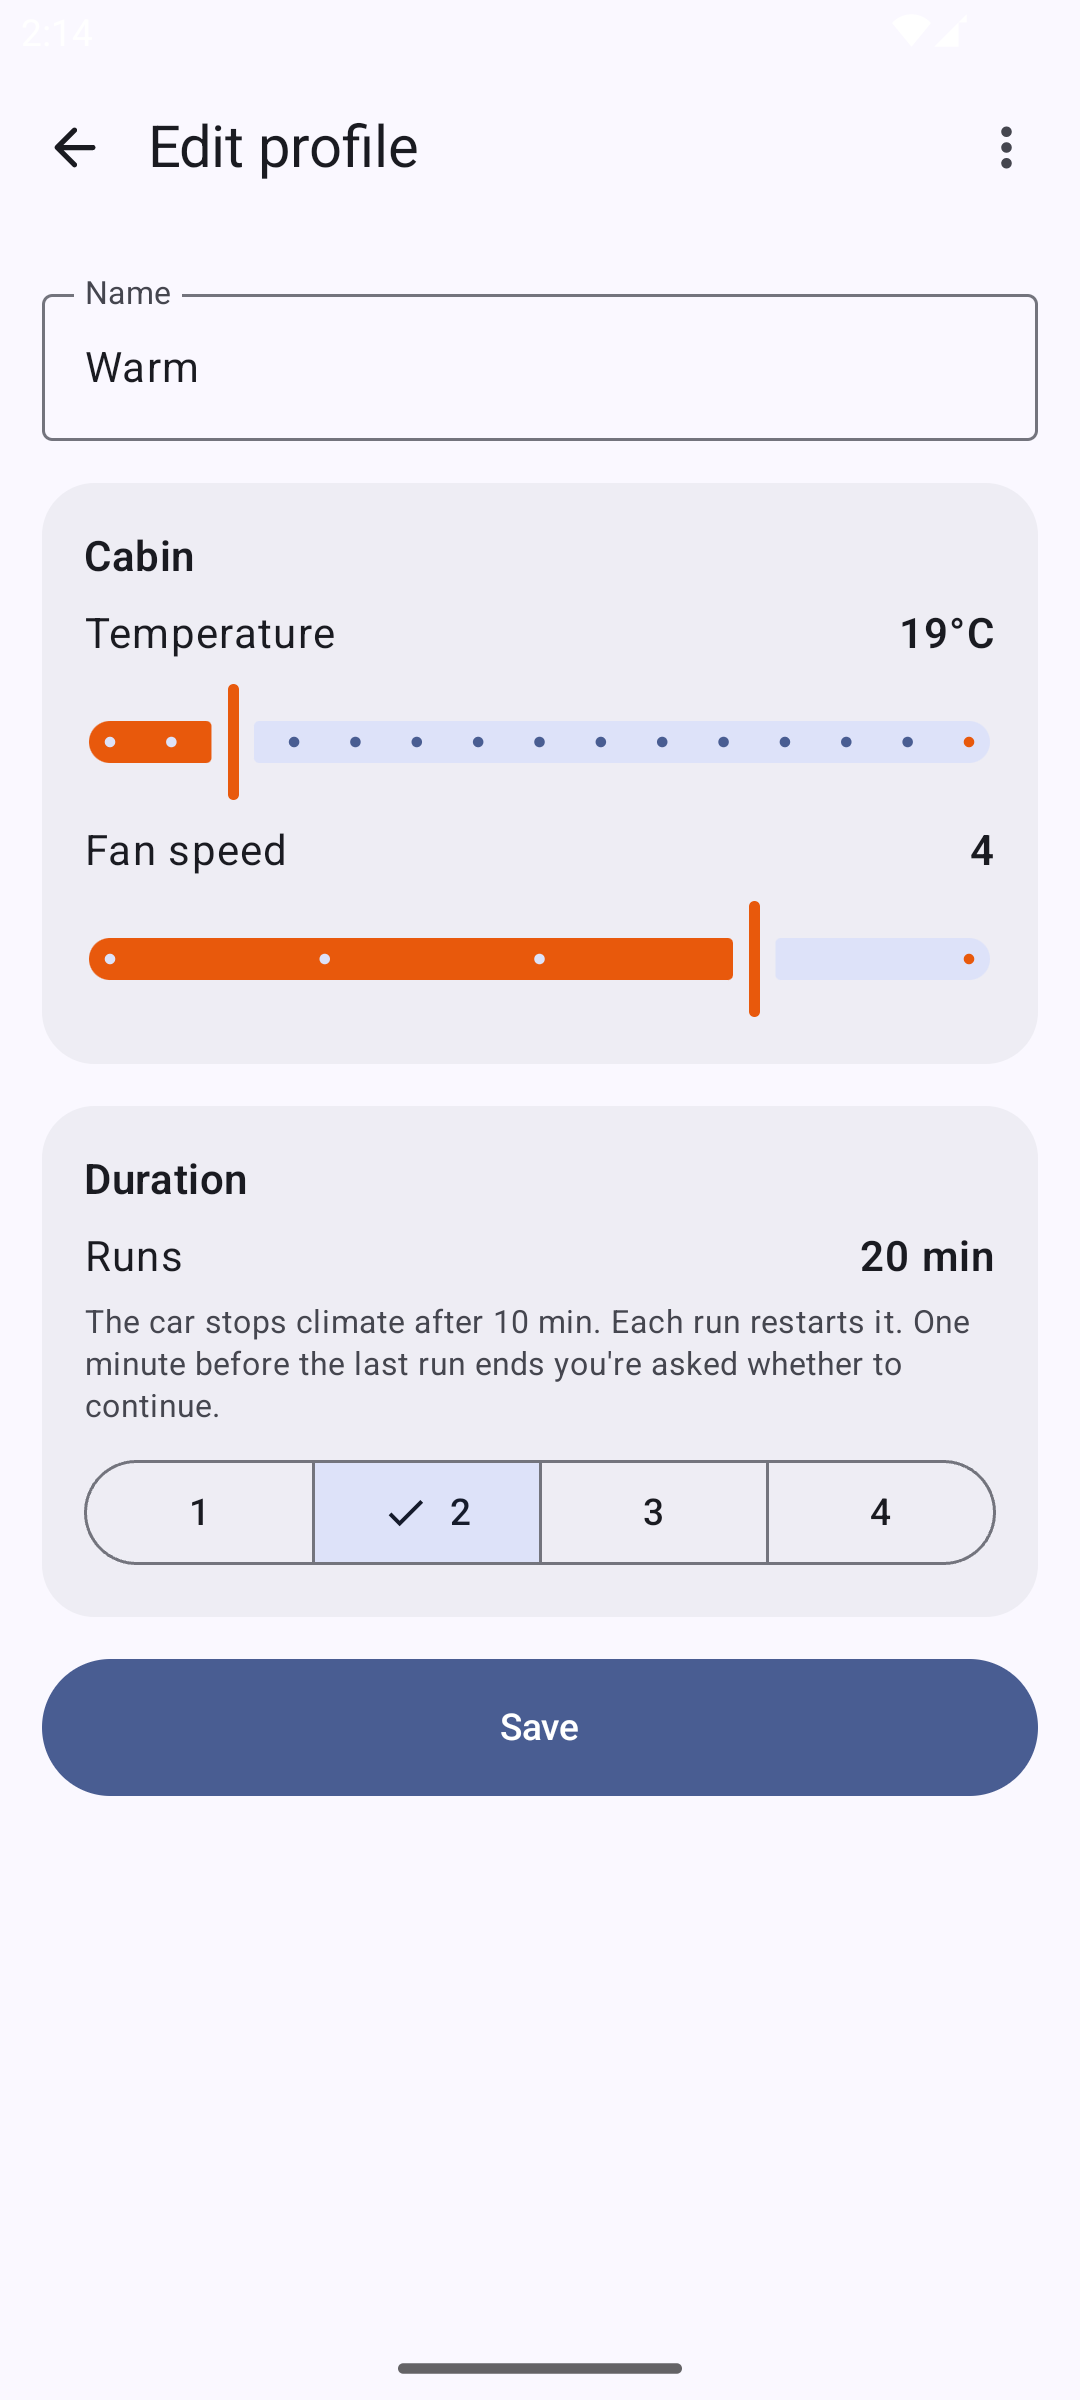 2:14
Edit profile
Name
Warm
Cabin
Temperature 19°C
Fan speed 4
Duration
Runs 20 min
The car stops climate after 10 min. Each run restarts it. One
minute before the last run ends you're asked whether to
continue.
1 2 3 4
Save